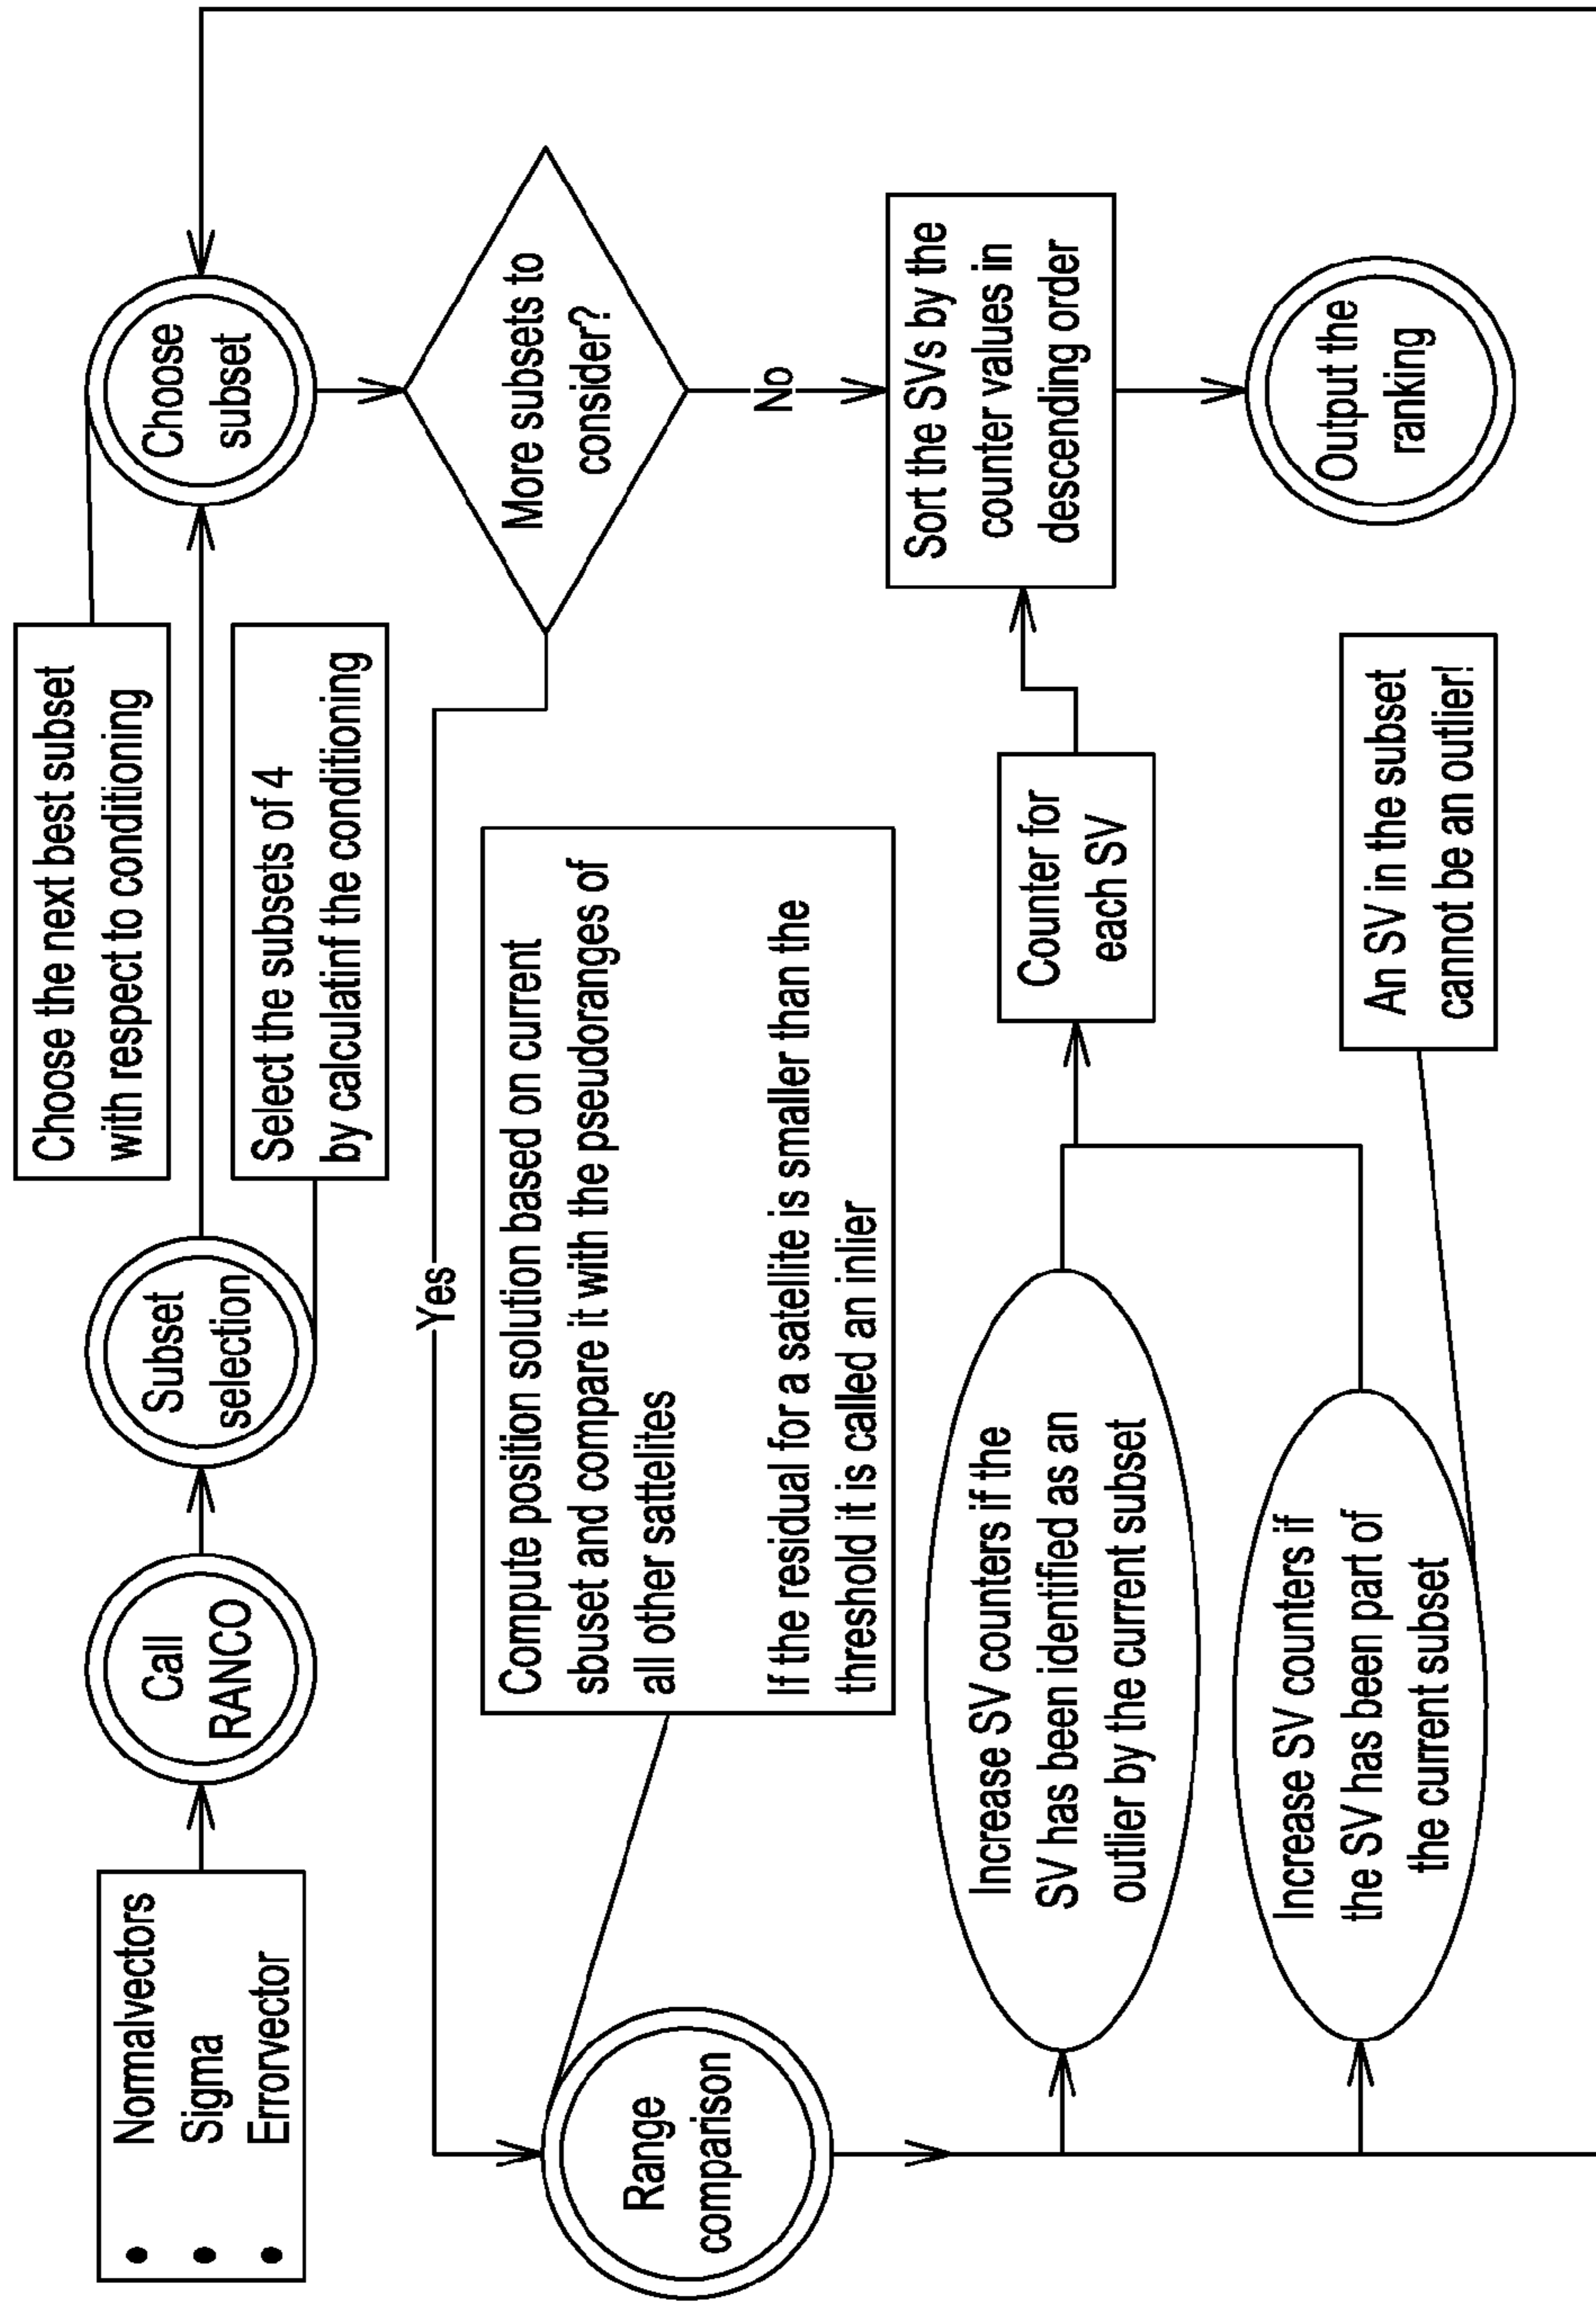 • Normalvectors
• Sigma
• Errorvector
Call
RANCO
Subset
selection
Select the subsets of 4
by calculatinf the conditioning
Choose the next best subset
with respect to conditioning
Choose
subset
More subsets to
consider?
Yes
No
Range
comparison
Compute position solution based on current
sbuset and compare it with the pseudoranges of
all other sattelites
If the residual for a satellite is smaller than the
threshold it is called an inlier
Increase SV counters if the
SV has been identified as an
outlier by the current subset
Increase SV counters if
the SV has been part of
the current subset
An SV in the subset
cannot be an outlier!
Counter for
each SV
Sort the SVs by the
counter values in
descending order
Output the
ranking